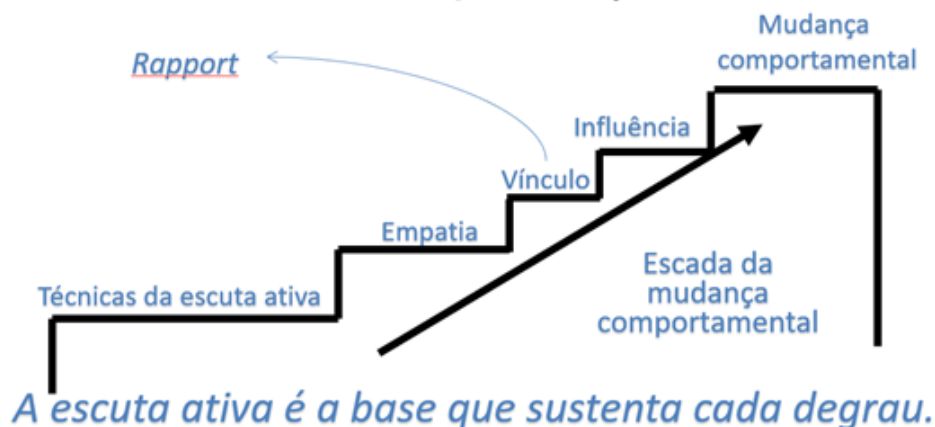 Mudança
comportamental
Rapport
Influência
Vínculo
Empatia
Técnicas da escuta ativa
Escada da
mudança
comportamental
A escuta ativa é a base que sustenta cada degrau.